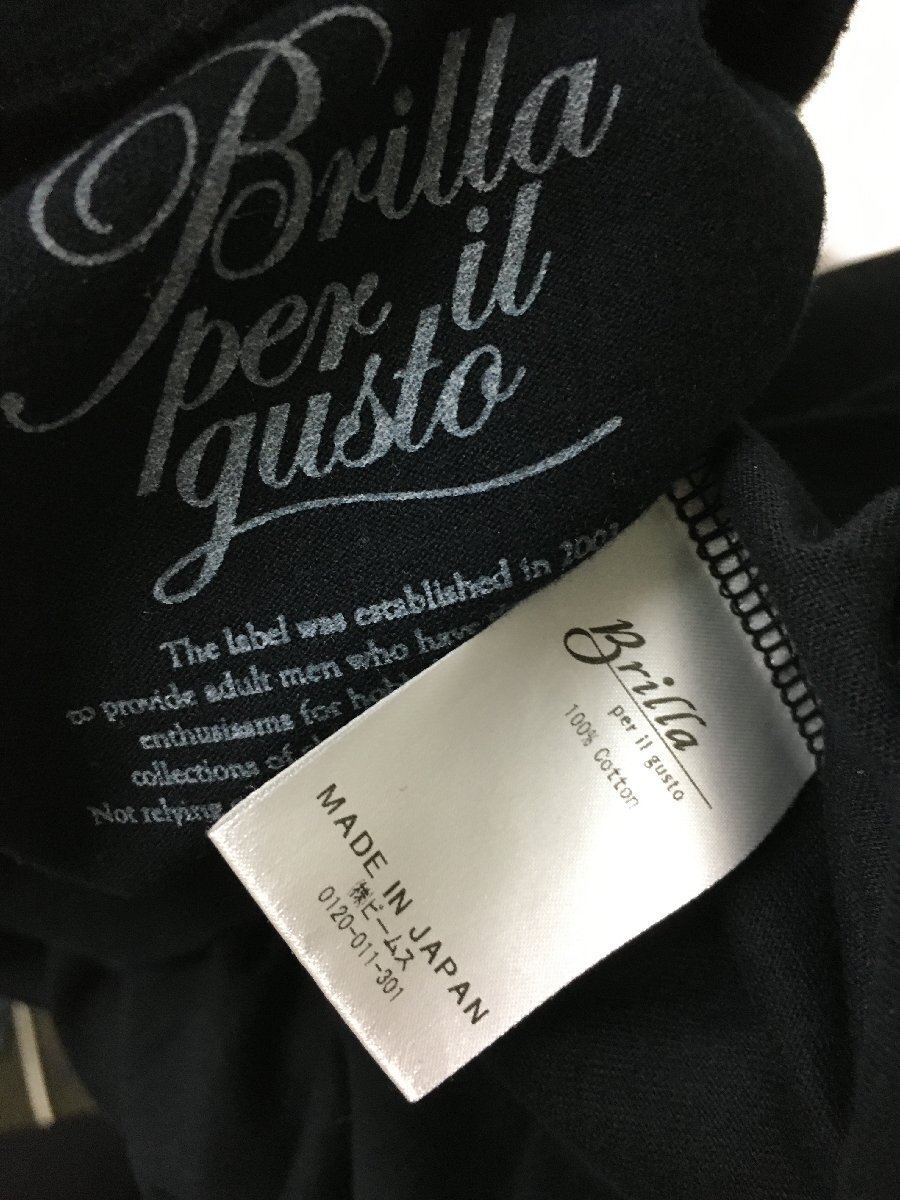 Brilla
per il
gusto
The label was established in
to provide adult men who have
enthusiasms for
collections of
Not relying
Brilla
per il gusto
100% Cotton
MADE IN JAPAN
㈱ビームス
0120-011-301